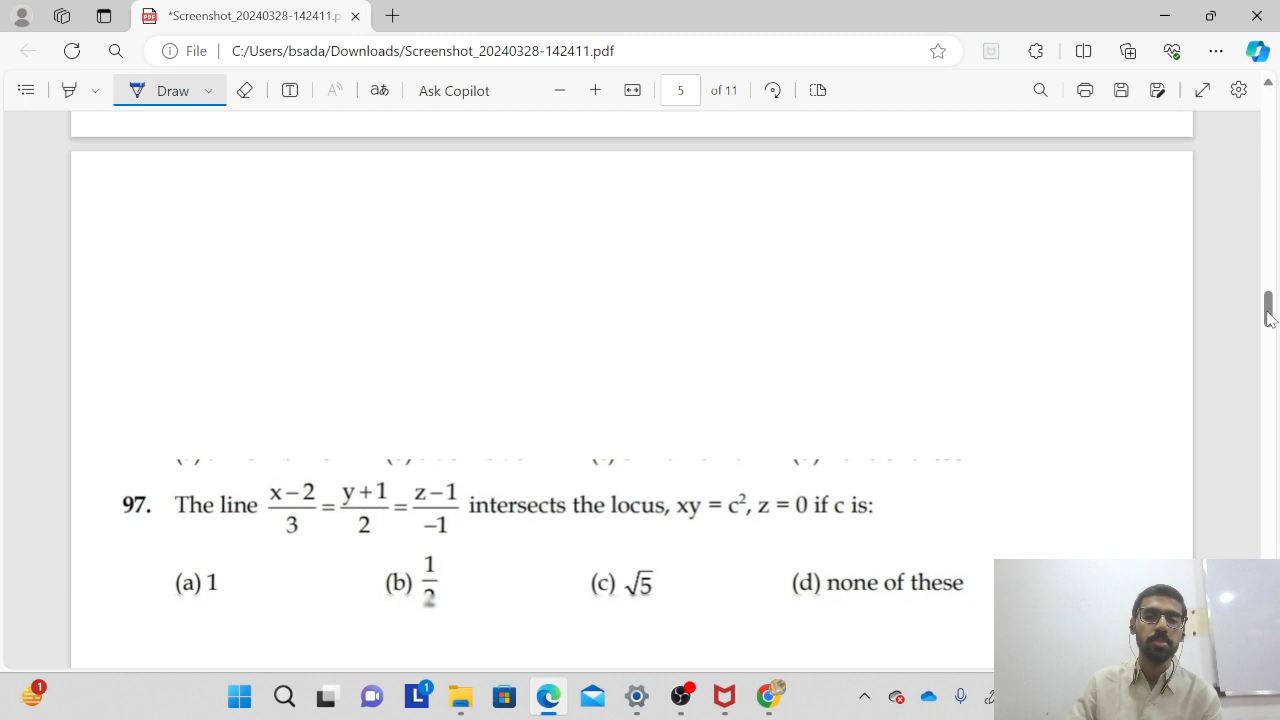 *Screenshot_20240328-142411.p
File C:/Users/bsada/Downloads/Screenshot_20240328-142411.pdf
Draw Ask Copilot 5 of 11
97. The line (x−2)/3 = (y+1)/2 = (z−1)/−1 intersects the locus, xy = c², z = 0 if c is:
(a) 1 (b) 1/2 (c) √5 (d) none of these